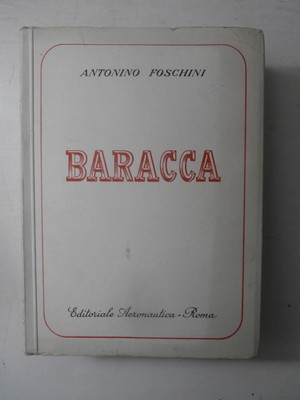 ANTONINO FOSCHINI
BARACCA
Editoriale Aeronautica - Roma